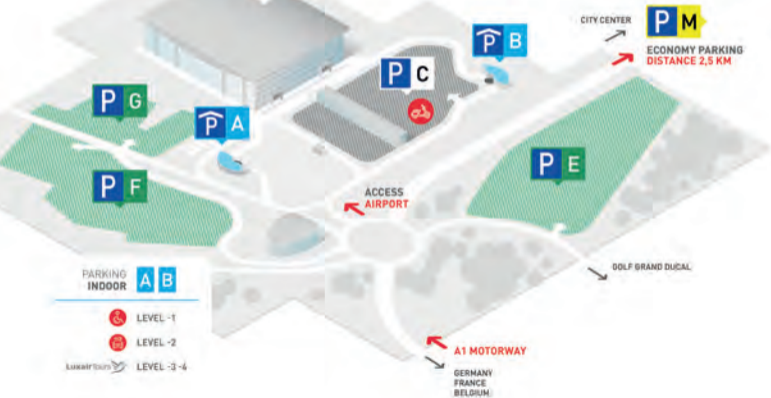 CITY CENTER
P M
ECONOMY PARKING
DISTANCE 2,5 KM
P B
P C
P G
P A
P E
P F
ACCESS
AIRPORT
PARKING
INDOOR A B
GOLF GRAND DUCAL
LEVEL -1
LEVEL -2
LuxairTours LEVEL -3 -4
A1 MOTORWAY
GERMANY
FRANCE
BELGIUM